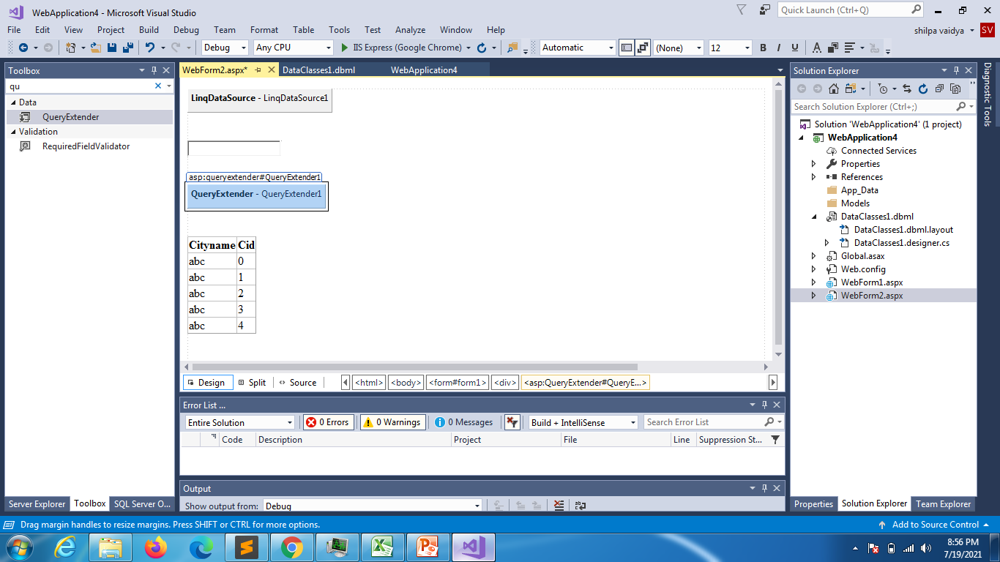 WebApplication4 - Microsoft Visual Studio
Quick Launch (Ctrl+Q)
File Edit View Project Build Debug Team Format Table Tools Test Analyze Window Help
shilpa vaidya SV
Debug Any CPU IIS Express (Google Chrome) Automatic (None) 12 B I U A
Toolbox
qu
Data
QueryExtender
Validation
RequiredFieldValidator
Server Explorer Toolbox SQL Server O...
WebForm2.aspx* DataClasses1.dbml WebApplication4
LinqDataSource - LinqDataSource1
asp:queryextender#QueryExtender1
QueryExtender - QueryExtender1
Cityname Cid
abc 0
abc 1
abc 2
abc 3
abc 4
Design Split Source <html> <body> <form#form1> <div> <asp:QueryExtender#QueryE...>
Error List ...
Entire Solution 0 Errors 0 Warnings 0 Messages Build + IntelliSense Search Error List
Code Description Project File Line Suppression St...
Output
Show output from: Debug
Solution Explorer
Search Solution Explorer (Ctrl+;)
Solution 'WebApplication4' (1 project)
WebApplication4
Connected Services
Properties
References
App_Data
Models
DataClasses1.dbml
DataClasses1.dbml.layout
DataClasses1.designer.cs
Global.asax
Web.config
WebForm1.aspx
WebForm2.aspx
Properties Solution Explorer Team Explorer
Diagnostic Tools
Drag margin handles to resize margins. Press SHIFT or CTRL for more options.
Add to Source Control
8:56 PM
7/19/2021